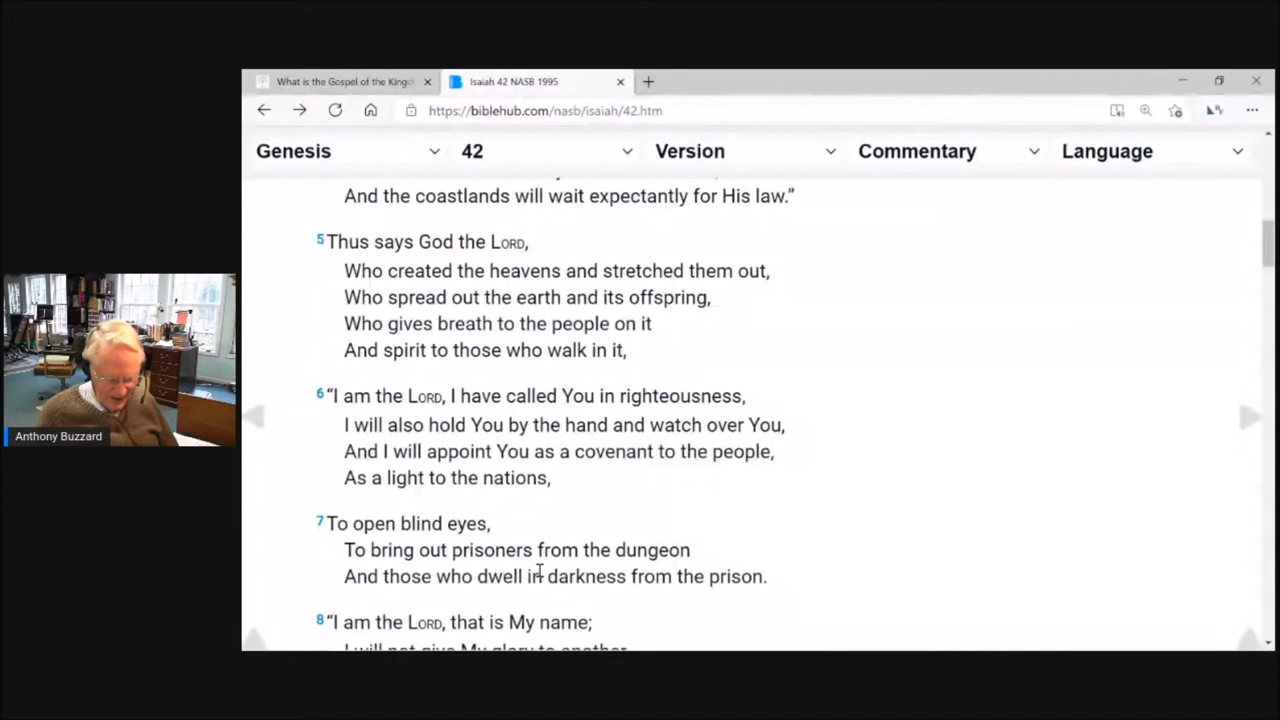 What is the Gospel of the Kingd
Isaiah 42 NASB 1995
https://biblehub.com/nasb/isaiah/42.htm
Genesis 42 Version Commentary Language
And the coastlands will wait expectantly for His law.”
5 Thus says God the LORD,
Who created the heavens and stretched them out,
Who spread out the earth and its offspring,
Who gives breath to the people on it
And spirit to those who walk in it,
6 “I am the LORD, I have called You in righteousness,
I will also hold You by the hand and watch over You,
And I will appoint You as a covenant to the people,
As a light to the nations,
7 To open blind eyes,
To bring out prisoners from the dungeon
And those who dwell in darkness from the prison.
8 “I am the LORD, that is My name;
I will not give My glory to another
Anthony Buzzard